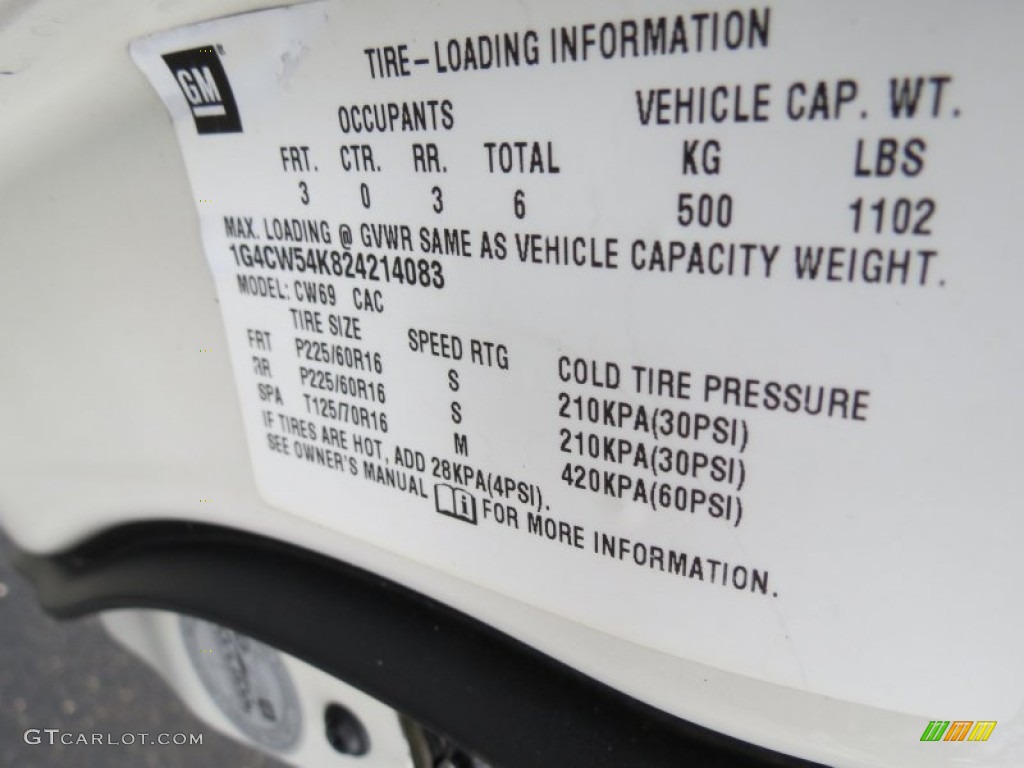 GM
TIRE-LOADING INFORMATION
OCCUPANTS VEHICLE CAP. WT.
FRT. CTR. RR. TOTAL KG LBS
3 0 3 6 500 1102
MAX. LOADING @ GVWR SAME AS VEHICLE CAPACITY WEIGHT.
1G4CW54K824214083
MODEL: CW69 CAC
TIRE SIZE SPEED RTG COLD TIRE PRESSURE
FRT P225/60R16 S 210KPA(30PSI)
RR P225/60R16 S 210KPA(30PSI)
SPA T125/70R16 M 420KPA(60PSI)
IF TIRES ARE HOT, ADD 28KPA(4PSI).
SEE OWNER'S MANUAL FOR MORE INFORMATION.
GTCARLOT.COM